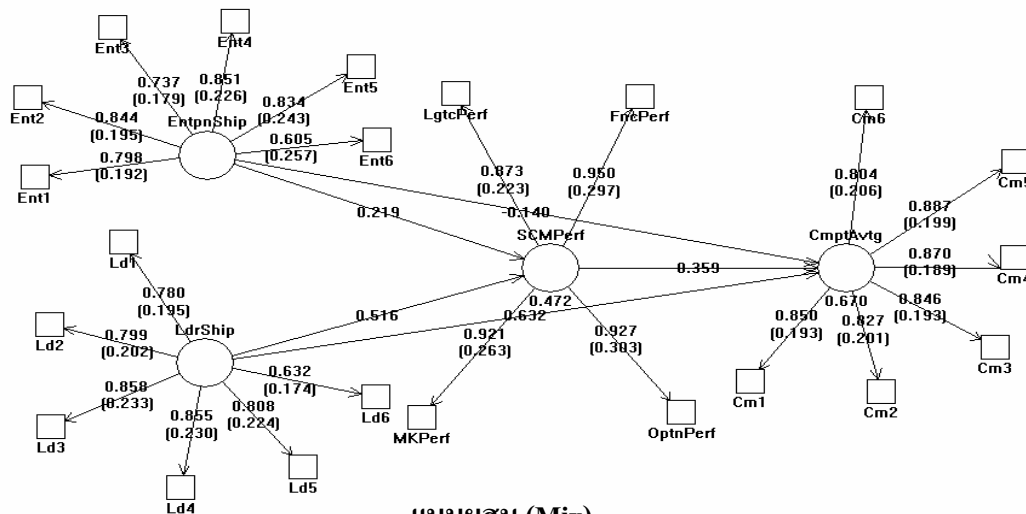 Ent3
Ent4
0.737
(0.179)
0.851
(0.226)
Ent5
0.834
(0.243)
Ent2
0.844
(0.195)
EntpnShip
0.605
(0.257)
Ent6
0.798
(0.192)
Ent1
LgtcPerf
FncPerf
Cm6
0.873
(0.223)
0.950
(0.297)
0.804
(0.206)
Cm5
0.887
(0.199)
0.219
-0.140
SCMPerf
CmptAvtg
0.870
(0.189)
Cm4
0.359
Ld1
0.780
(0.195)
0.472
0.670
0.846
(0.193)
Cm3
0.516
0.632
Ld2
0.799
(0.202)
LdrShip
0.921
(0.263)
0.927
(0.303)
0.850
(0.193)
0.827
(0.201)
0.858
(0.233)
0.632
(0.174)
Ld6
Ld3
0.855
(0.230)
0.808
(0.224)
MKPerf
OptnPerf
Cm1
Cm2
Ld5
Ld4
(Mix)